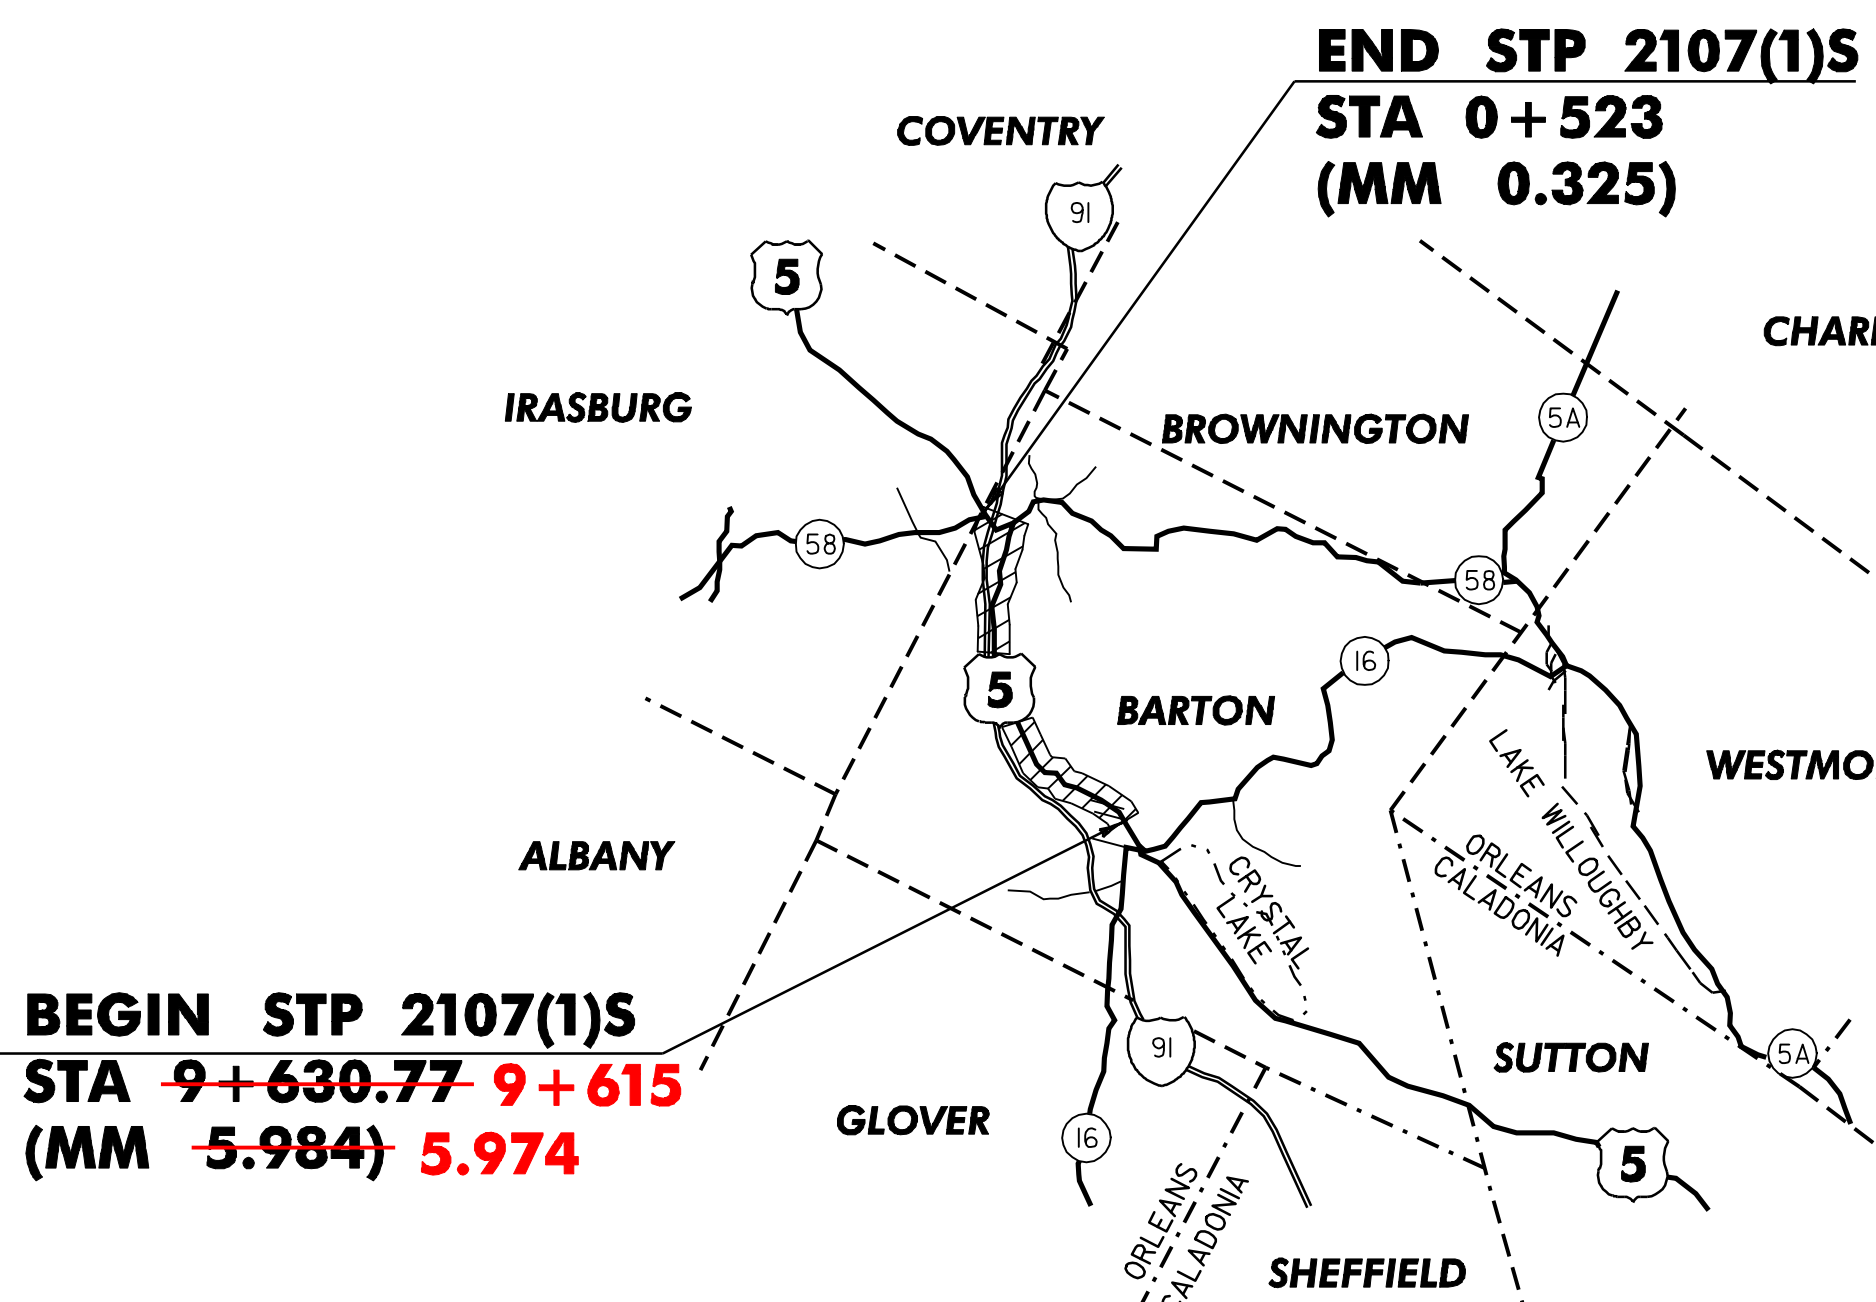 END STP 2107(1)S
STA 0+523
(MM 0.325)
COVENTRY
91
5
CHAR
IRASBURG
BROWNINGTON
5A
58
58
16
5
BARTON
LAKE WILLOUGHBY
WESTMO
ALBANY
ORLEANS
CALADONIA
CRYSTAL
LAKE
BEGIN STP 2107(1)S
STA 9+630.77 9+615
(MM 5.984) 5.974
91
SUTTON
5A
GLOVER
16
5
ORLEANS
CALADONIA
SHEFFIELD